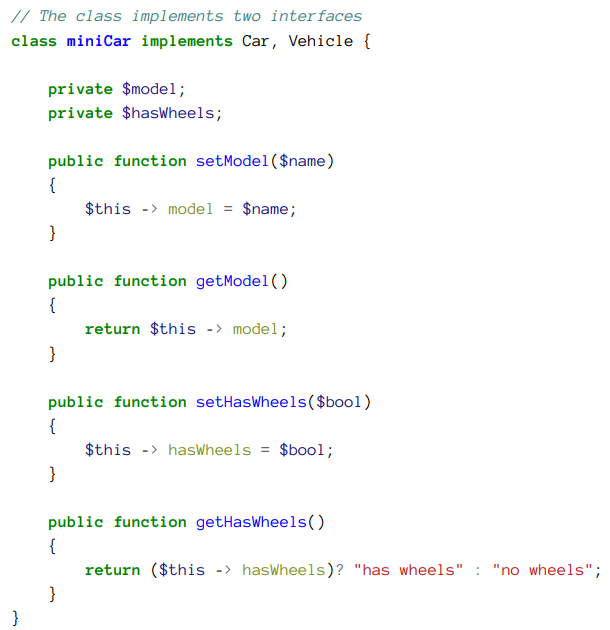 // The class implements two interfaces
class miniCar implements Car, Vehicle {
private $model;
private $hasWheels;
public function setModel($name)
{
$this -> model = $name;
}
public function getModel()
{
return $this -> model;
}
public function setHasWheels($bool)
{
$this -> hasWheels = $bool;
}
public function getHasWheels()
{
return ($this -> hasWheels)? "has wheels" : "no wheels";
}
}